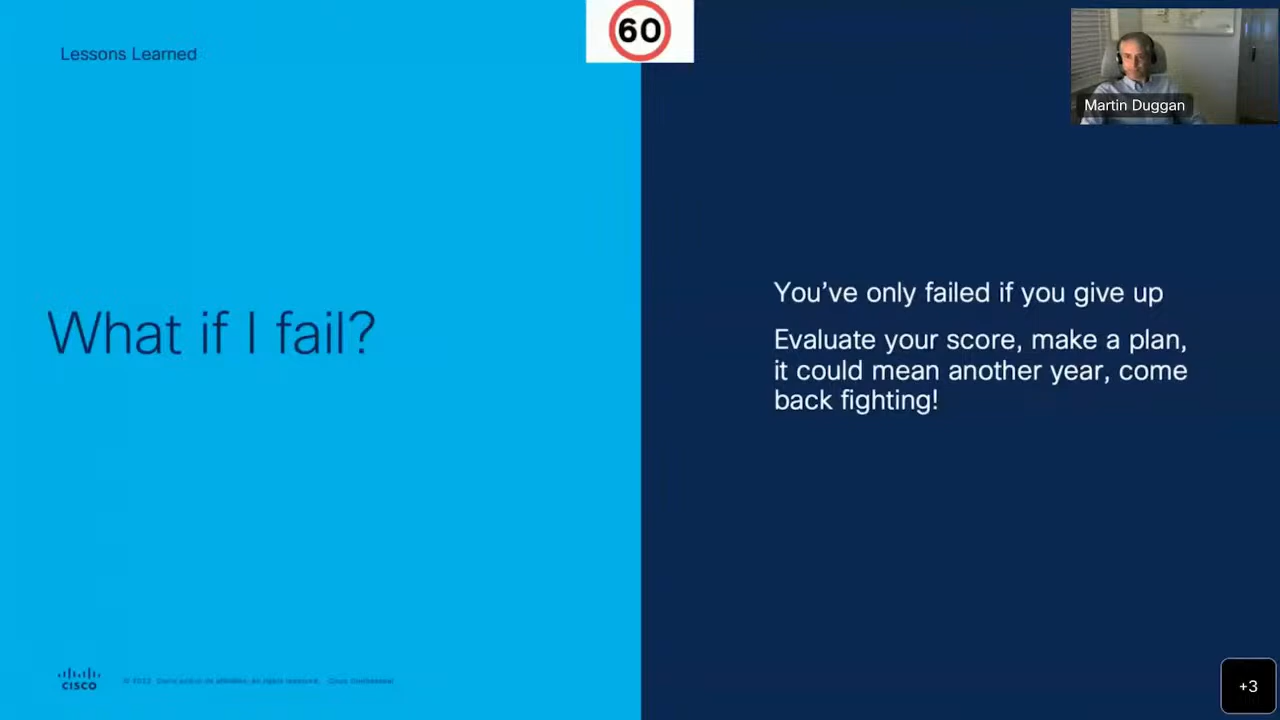 Lessons Learned
60
Martin Duggan
What if I fail?
You've only failed if you give up
Evaluate your score, make a plan,
it could mean another year, come
back fighting!
CISCO
+3